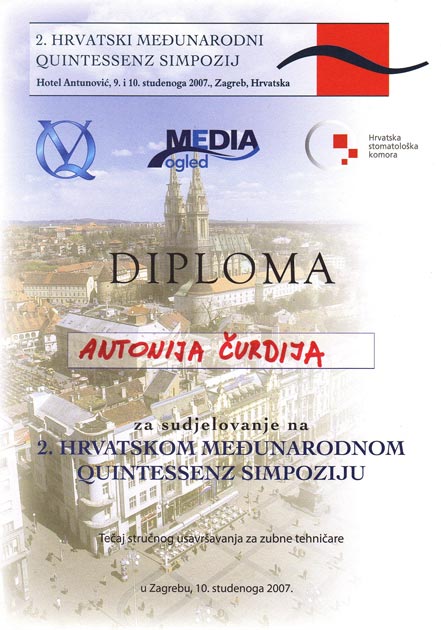 2. HRVATSKI MEĐUNARODNI
QUINTESSENZ SIMPOZIJ
Hotel Antunović, 9. i 10. studenoga 2007., Zagreb, Hrvatska
VQ
MEDIA
ogled
Hrvatska
stomatološka
komora
DIPLOMA
ANTONIJA ČURDIJA
za sudjelovanje na
2. HRVATSKOM MEĐUNARODNOM
QUINTESSENZ SIMPOZIJU
Tečaj stručnog usavršavanja za zubne tehničare
u Zagrebu, 10. studenoga 2007.